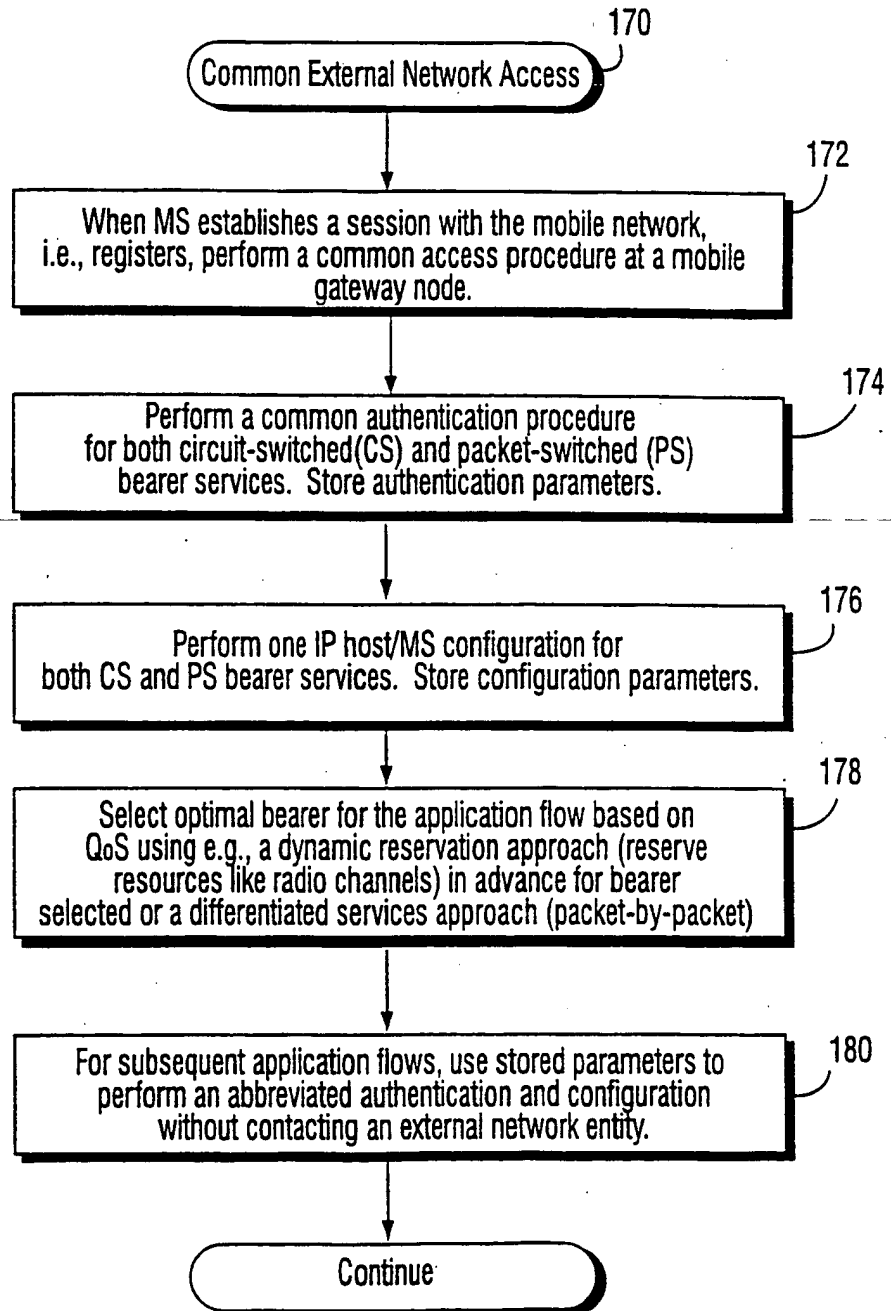 170
Common External Network Access
172
When MS establishes a session with the mobile network,
i.e., registers, perform a common access procedure at a mobile
gateway node.
174
Perform a common authentication procedure
for both circuit-switched(CS) and packet-switched (PS)
bearer services. Store authentication parameters.
176
Perform one IP host/MS configuration for
both CS and PS bearer services. Store configuration parameters.
178
Select optimal bearer for the application flow based on
QoS using e.g., a dynamic reservation approach (reserve
resources like radio channels) in advance for bearer
selected or a differentiated services approach (packet-by-packet)
180
For subsequent application flows, use stored parameters to
perform an abbreviated authentication and configuration
without contacting an external network entity.
Continue